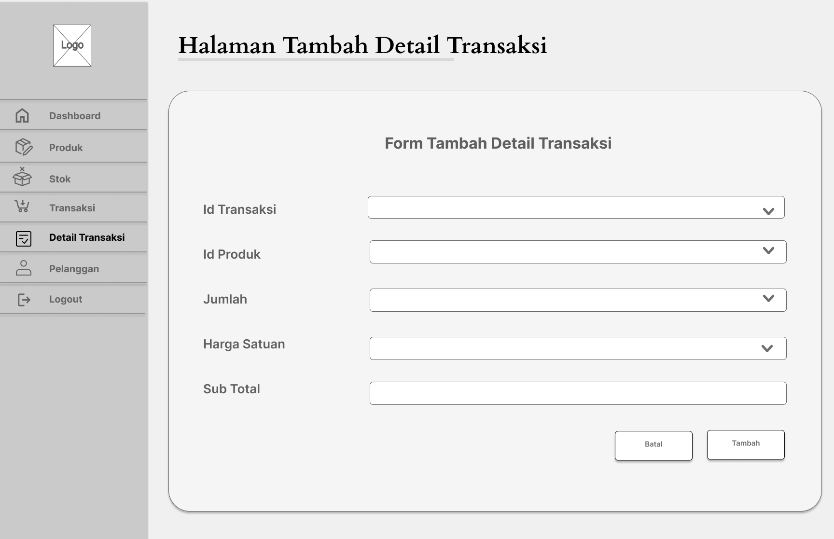 Logo
Dashboard
Produk
Stok
Transaksi
Detail Transaksi
Pelanggan
Logout
Halaman Tambah Detail Transaksi
Form Tambah Detail Transaksi
Id Transaksi
Id Produk
Jumlah
Harga Satuan
Sub Total
Batal
Tambah